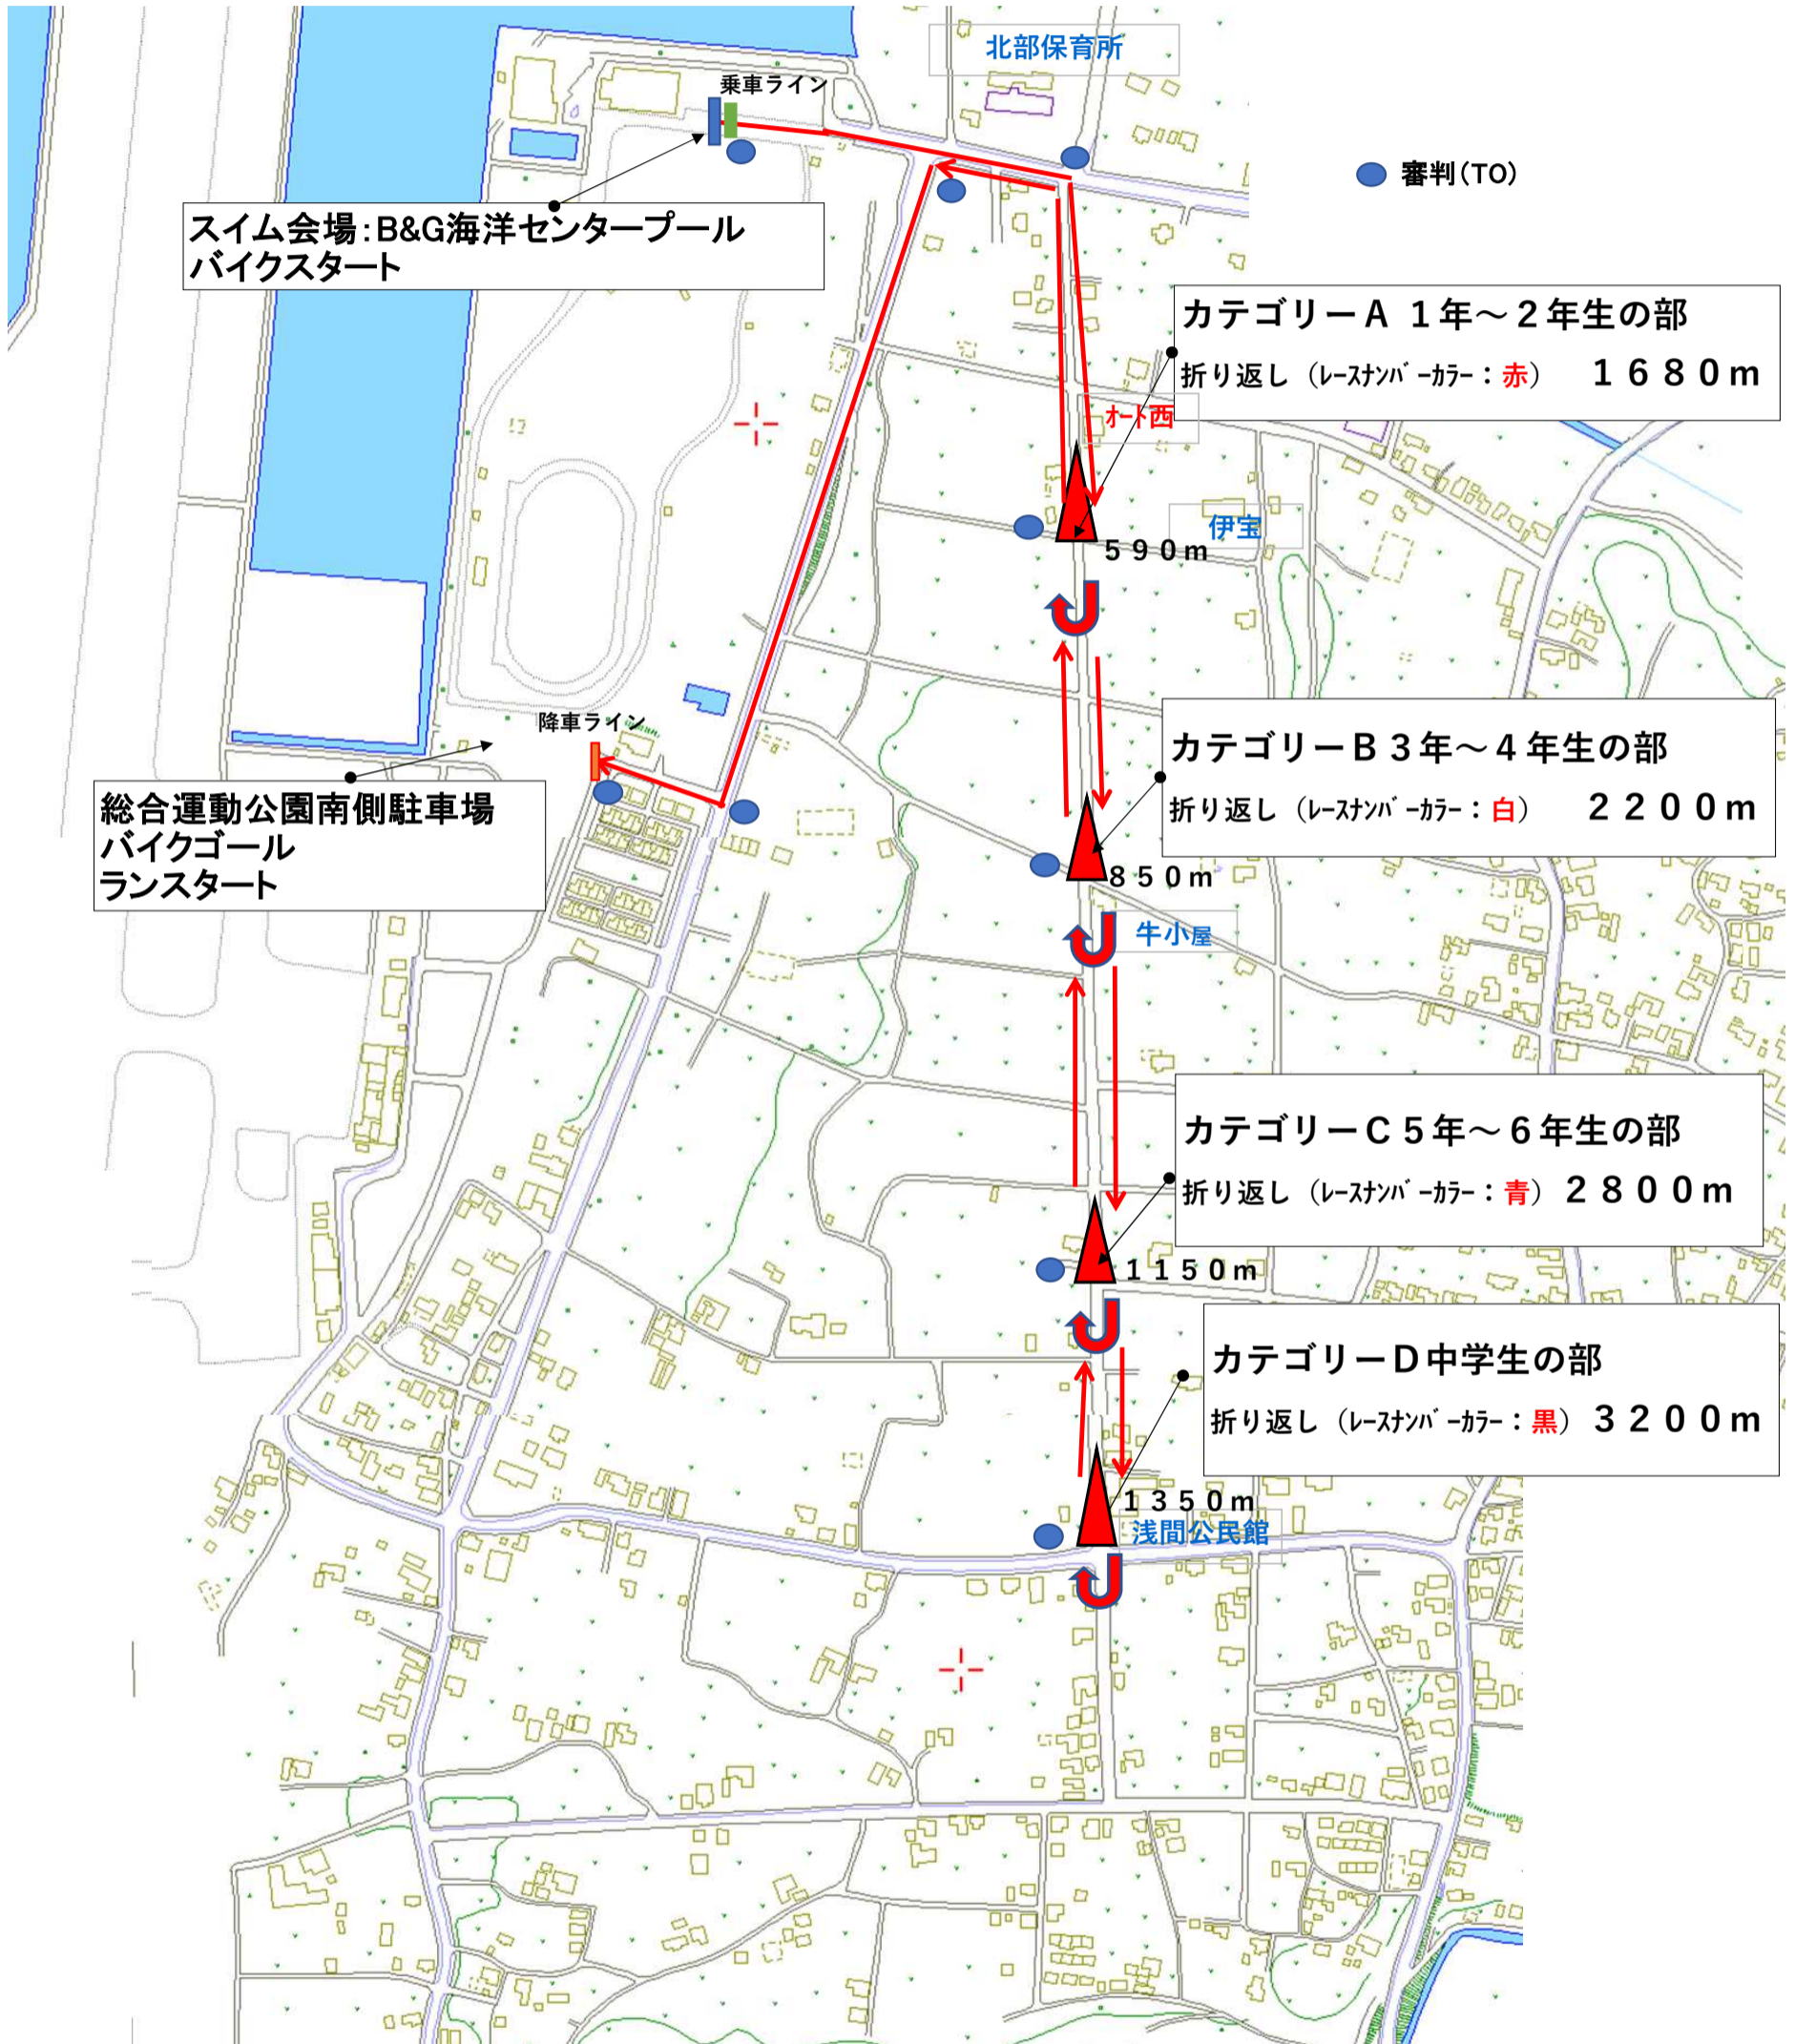 北部保育所
乗車ライン
審判(TO)
スイム会場:B&G海洋センタープール
バイクスタート
カテゴリーA 1年～2年生の部
折り返し(レースナンバーカラー:赤) 1680m
オート西
伊宝
590m
降車ライン
カテゴリーB 3年～4年生の部
折り返し(レースナンバーカラー:白) 2200m
総合運動公園南側駐車場
バイクゴール
ランスタート
850m
牛小屋
カテゴリーC 5年～6年生の部
折り返し(レースナンバーカラー:青) 2800m
1150m
カテゴリーD中学生の部
折り返し(レースナンバーカラー:黒) 3200m
1350m
浅間公民館